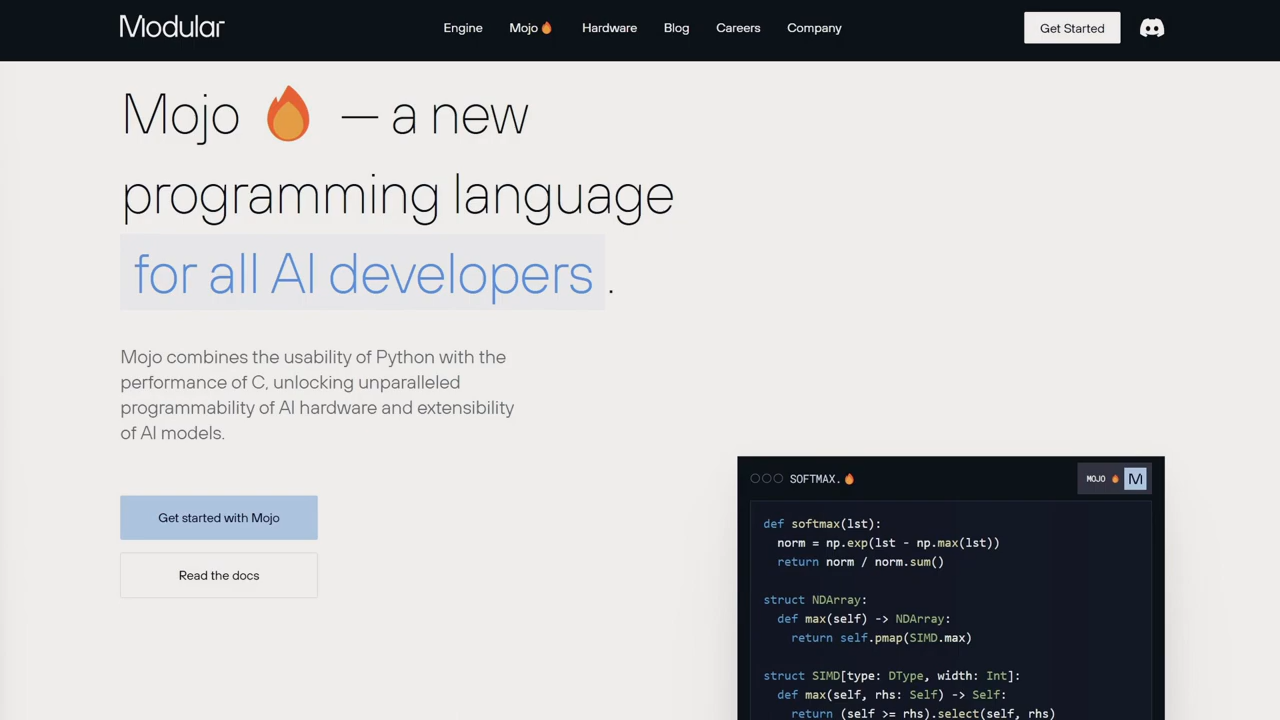 Modular
Engine Mojo🔥 Hardware Blog Careers Company
Get Started
Mojo 🔥 — a new
programming language
for all AI developers .
Mojo combines the usability of Python with the
performance of C, unlocking unparalleled
programmability of AI hardware and extensibility
of AI models.
Get started with Mojo
Read the docs
SOFTMAX.🔥
MOJO 🔥 M
def softmax(lst):
  norm = np.exp(lst - np.max(lst))
  return norm / norm.sum()
struct NDArray:
  def max(self) -> NDArray:
    return self.pmap(SIMD.max)
struct SIMD[type: DType, width: Int]:
  def max(self, rhs: Self) -> Self:
    return (self >= rhs).select(self, rhs)